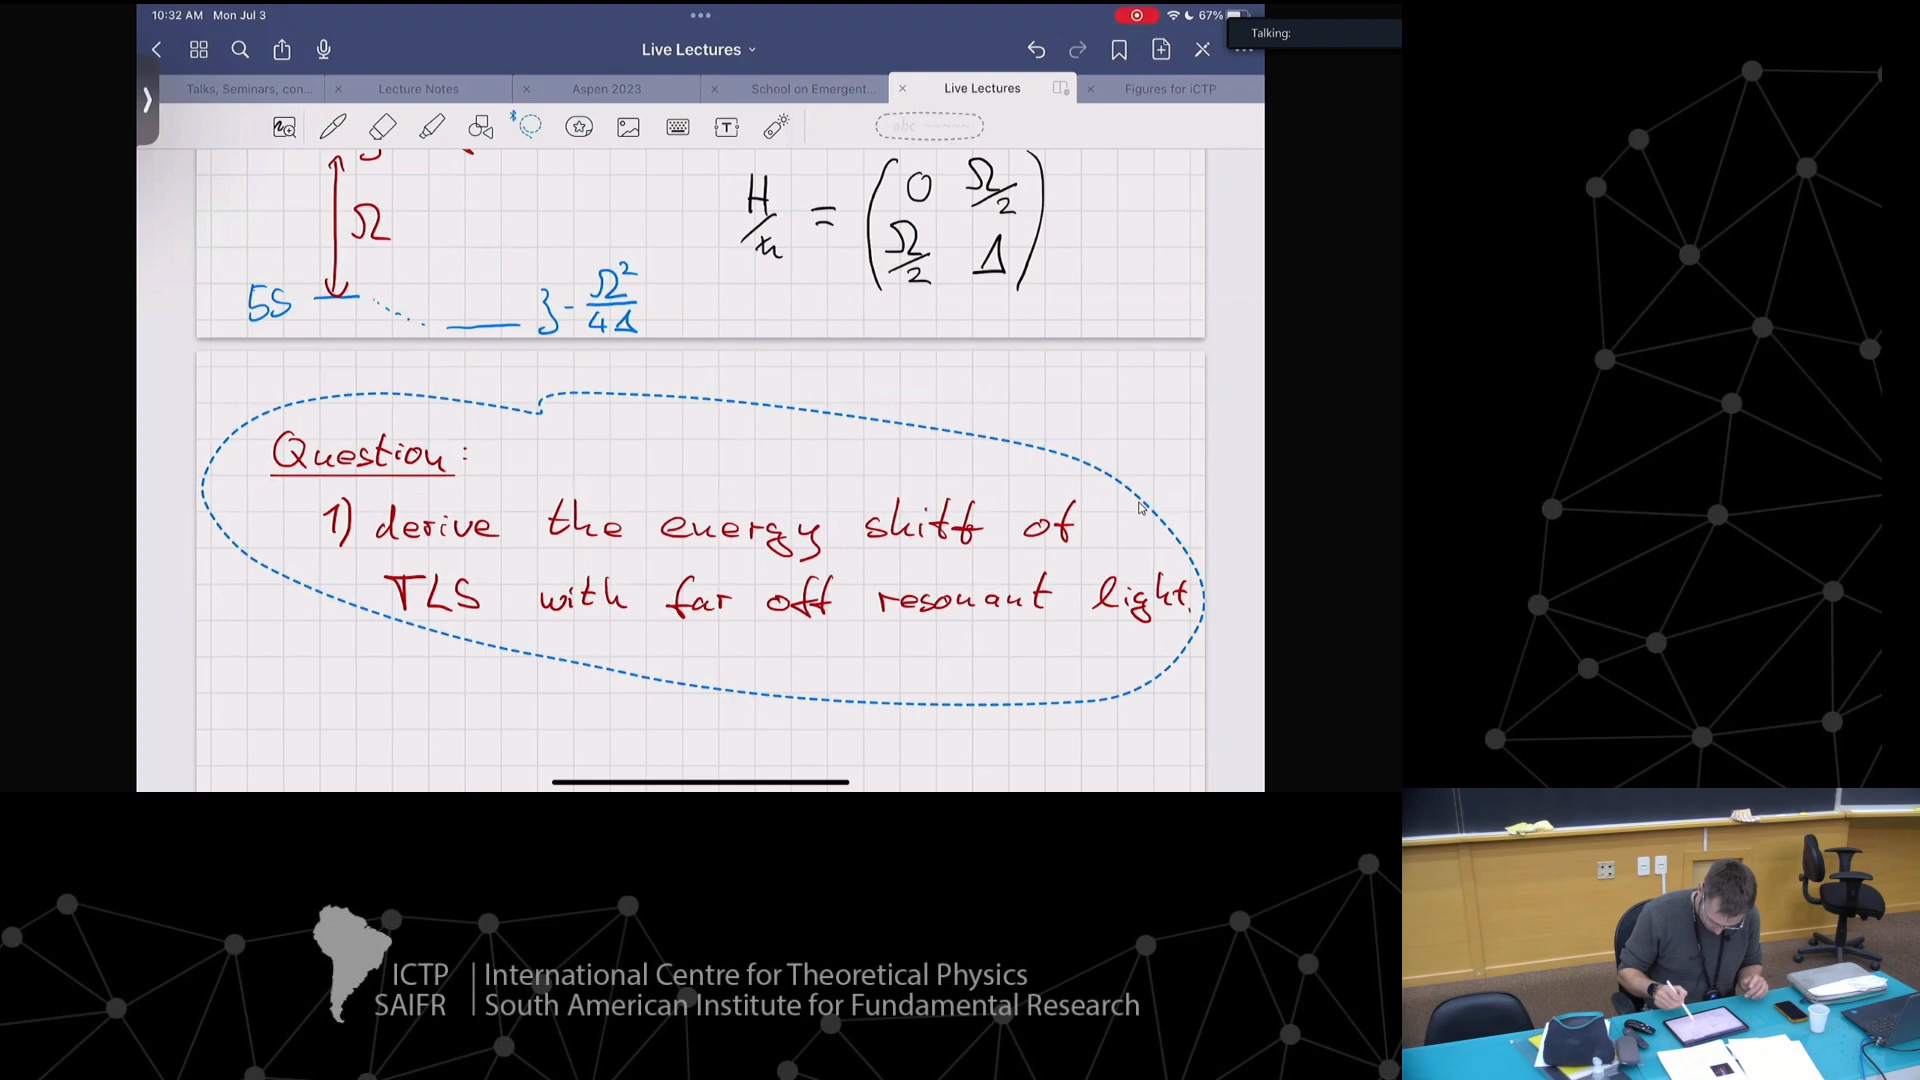 10:32 AM Mon Jul 3
67%
Talking:
Live Lectures
Talks, Seminars, con...
Lecture Notes
Aspen 2023
School on Emergent...
Live Lectures
Figures for iCTP
abc
Ω
H/ħ = ( 0 Ω/2
Ω/2 Δ )
5S } - Ω²/4Δ
Question:
1) derive the energy shift of
TLS with far off resonant light.
ICTP | International Centre for Theoretical Physics
SAIFR | South American Institute for Fundamental Research